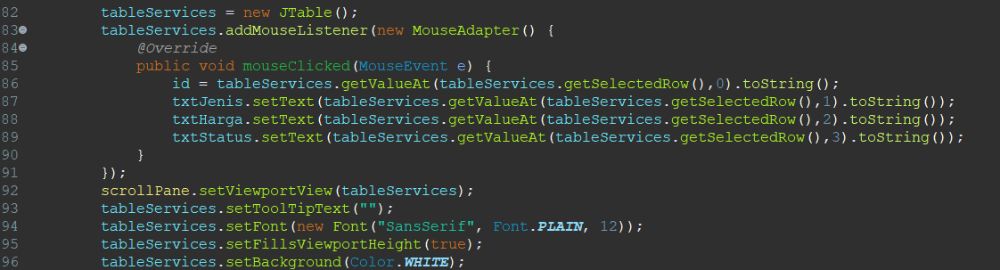 82 tableServices = new JTable();
83 tableServices.addMouseListener(new MouseAdapter() {
84 @Override
85 public void mouseClicked(MouseEvent e) {
86 id = tableServices.getValueAt(tableServices.getSelectedRow(),0).toString();
87 txtJenis.setText(tableServices.getValueAt(tableServices.getSelectedRow(),1).toString());
88 txtHarga.setText(tableServices.getValueAt(tableServices.getSelectedRow(),2).toString());
89 txtStatus.setText(tableServices.getValueAt(tableServices.getSelectedRow(),3).toString());
90 }
91 });
92 scrollPane.setViewportView(tableServices);
93 tableServices.setToolTipText("");
94 tableServices.setFont(new Font("SansSerif", Font.PLAIN, 12));
95 tableServices.setFillsViewportHeight(true);
96 tableServices.setBackground(Color.WHITE);